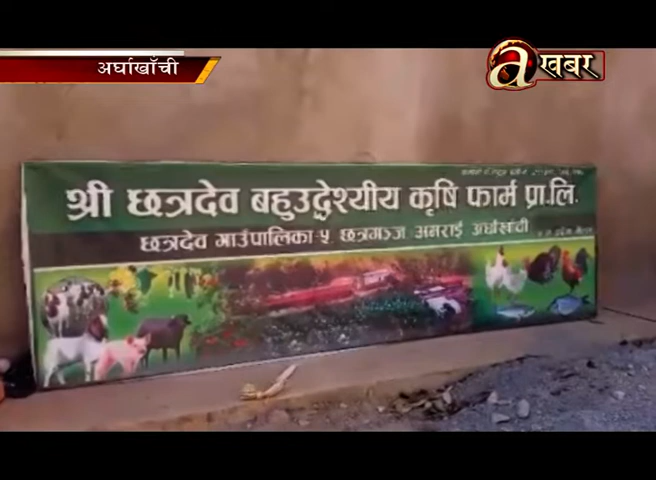 अर्घाखाँची
a खबर
श्री छत्रदेव बहुउद्देश्यीय कृषि फार्म प्रा.लि.
छत्रदेव गाउँपालिका-५ छत्रगञ्ज अमराई अर्घाखाँची